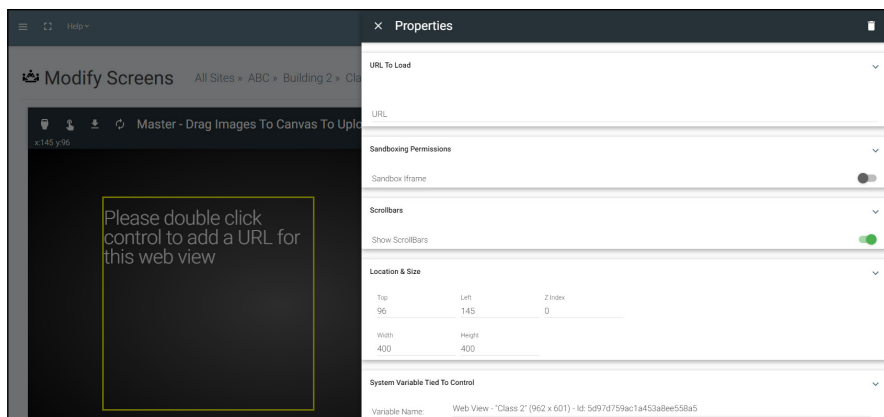 Help
Properties
URL To Load
Modify Screens
All Sites » ABC » Building 2 » Cla
URL
Master - Drag Images To Canvas To Uplo
x:145 y:96
Sandboxing Permissions
Sandbox Iframe
Please double click
control to add a URL for
this web view
Scrollbars
Show ScrollBars
Location & Size
Top Left Z Index
96 145 0
Width Height
400 400
System Variable Tied To Control
Variable Name: Web View - "Class 2" (962 x 601) - Id: 5d97d759ac1a453a8ee558a5